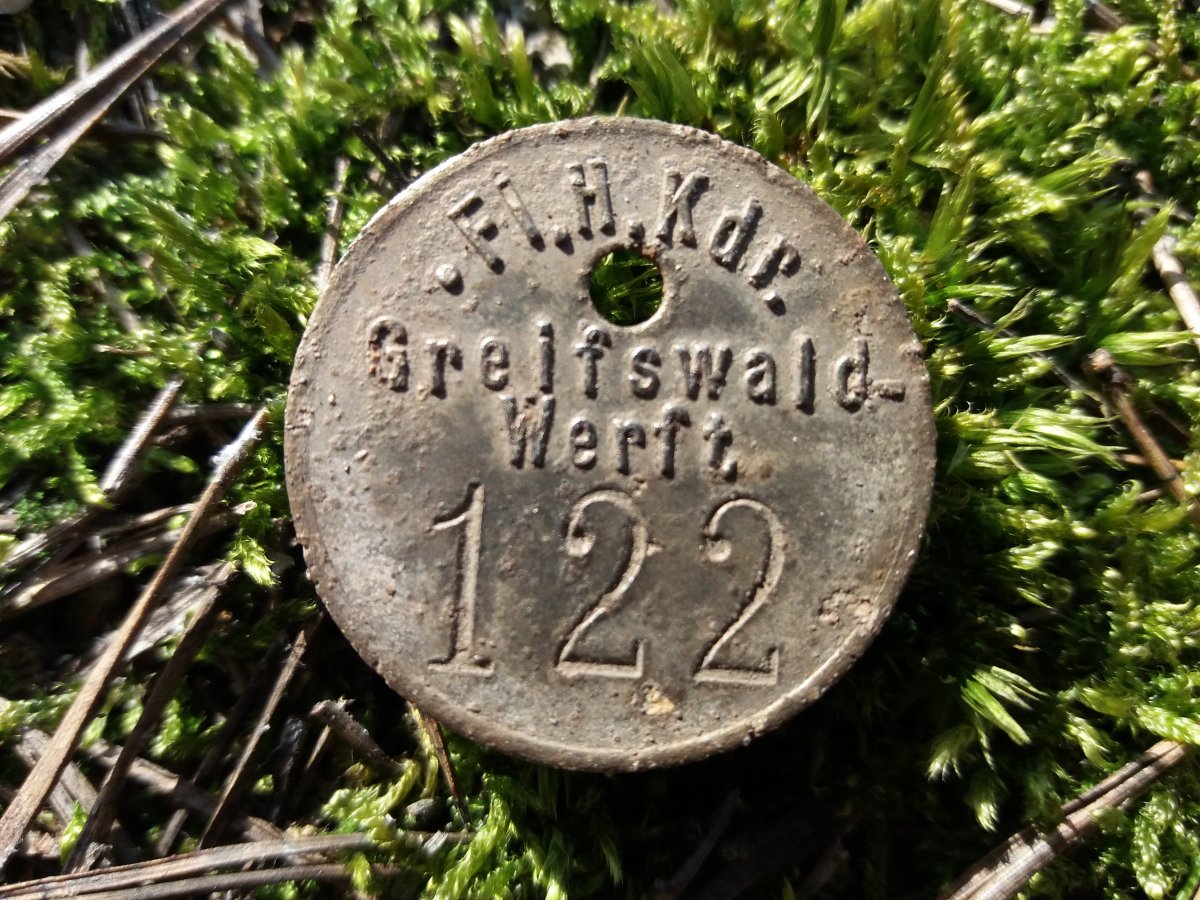 .Fl.H.Kdr.
Greifswald-
Werft
122